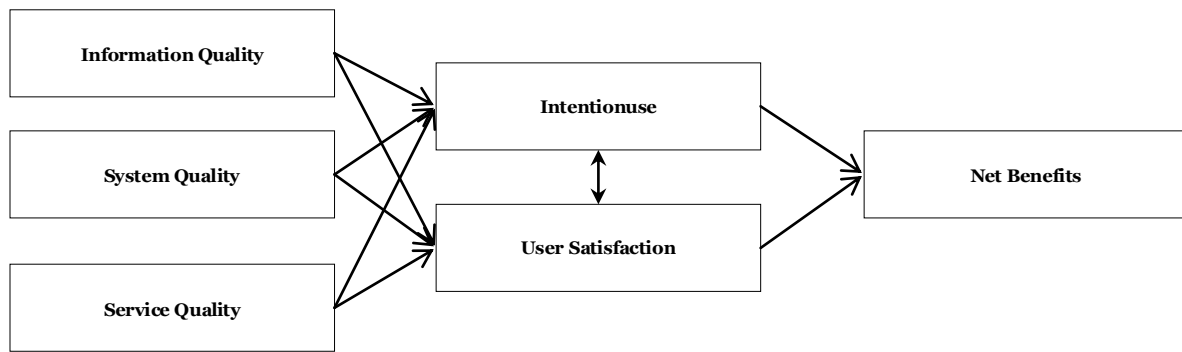 Information Quality
System Quality
Service Quality
Intentionuse
User Satisfaction
Net Benefits